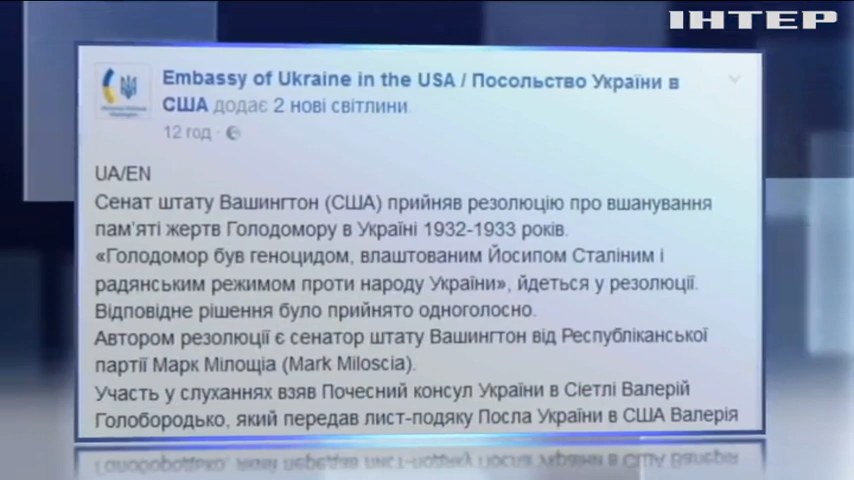 ІНТЕР
Embassy of Ukraine in the USA / Посольство України в
США додає 2 нові світлини
12 год ·
UA/EN
Сенат штату Вашингтон (США) прийняв резолюцію про вшанування
пам'яті жертв Голодомору в Україні 1932-1933 років.
«Голодомор був геноцидом, влаштованим Йосипом Сталіним і
радянським режимом проти народу України», йдеться у резолюції.
Відповідне рішення було прийнято одноголосно.
Автором резолюції є сенатор штату Вашингтон від Республіканської
партії Марк Мілощіа (Mark Miloscia).
Участь у слуханнях взяв Почесний консул України в Сіетлі Валерій
Голобородько, який передав лист-подяку Посла України в США Валерія